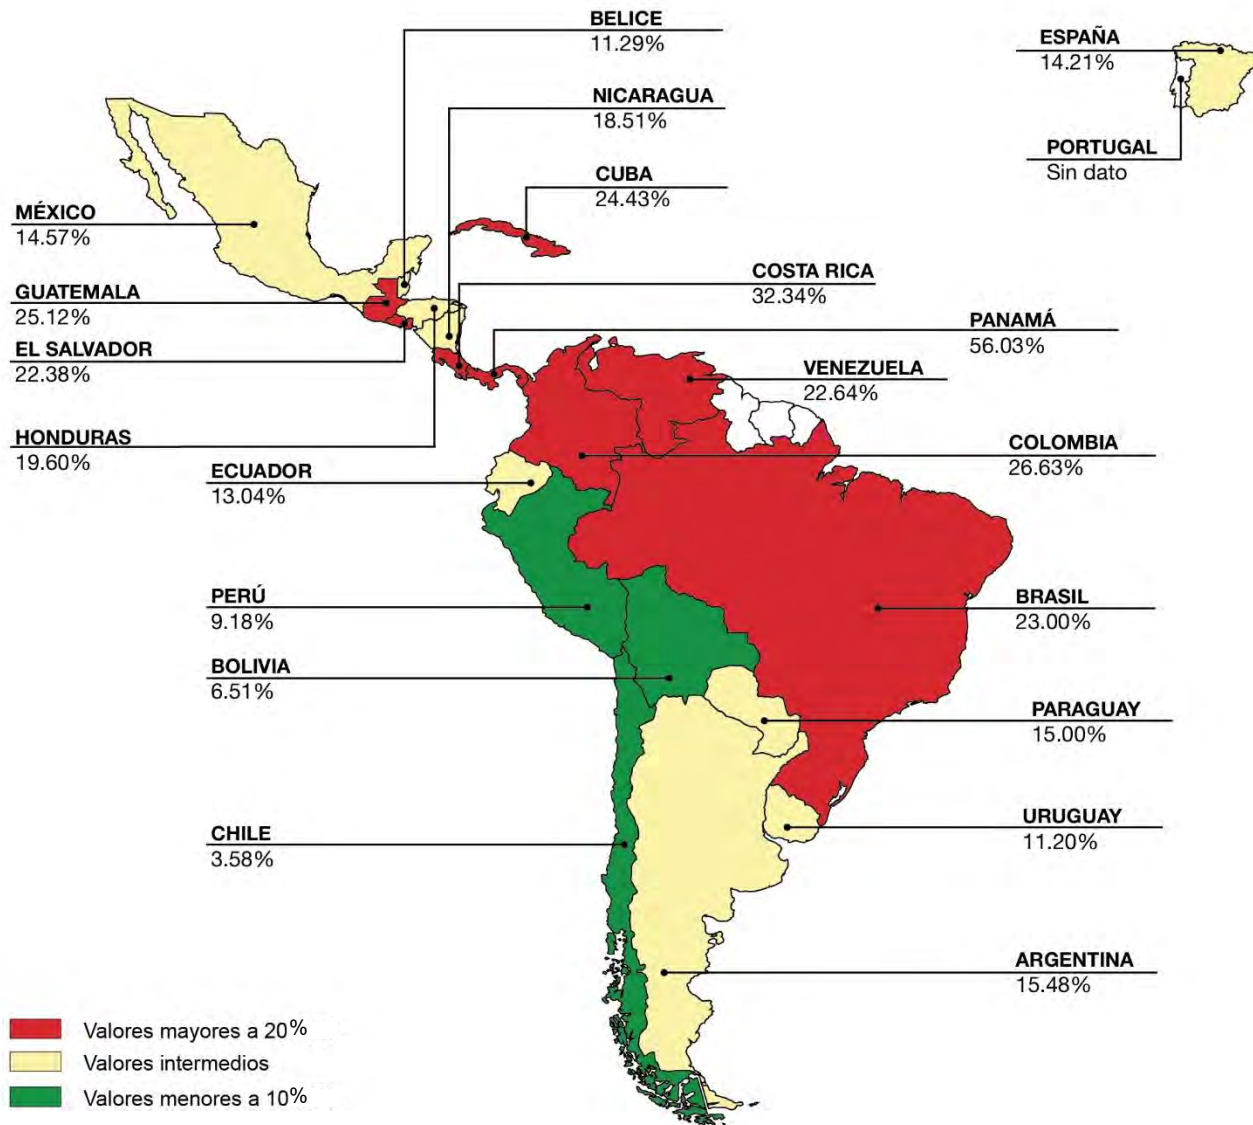 BELICE
11.29%
ESPAÑA
14.21%
NICARAGUA
18.51%
PORTUGAL
Sin dato
CUBA
24.43%
MÉXICO
14.57%
COSTA RICA
32.34%
GUATEMALA
25.12%
PANAMÁ
56.03%
EL SALVADOR
22.38%
VENEZUELA
22.64%
HONDURAS
19.60%
COLOMBIA
26.63%
ECUADOR
13.04%
PERÚ
9.18%
BRASIL
23.00%
BOLIVIA
6.51%
PARAGUAY
15.00%
CHILE
3.58%
URUGUAY
11.20%
ARGENTINA
15.48%
Valores mayores a 20%
Valores intermedios
Valores menores a 10%